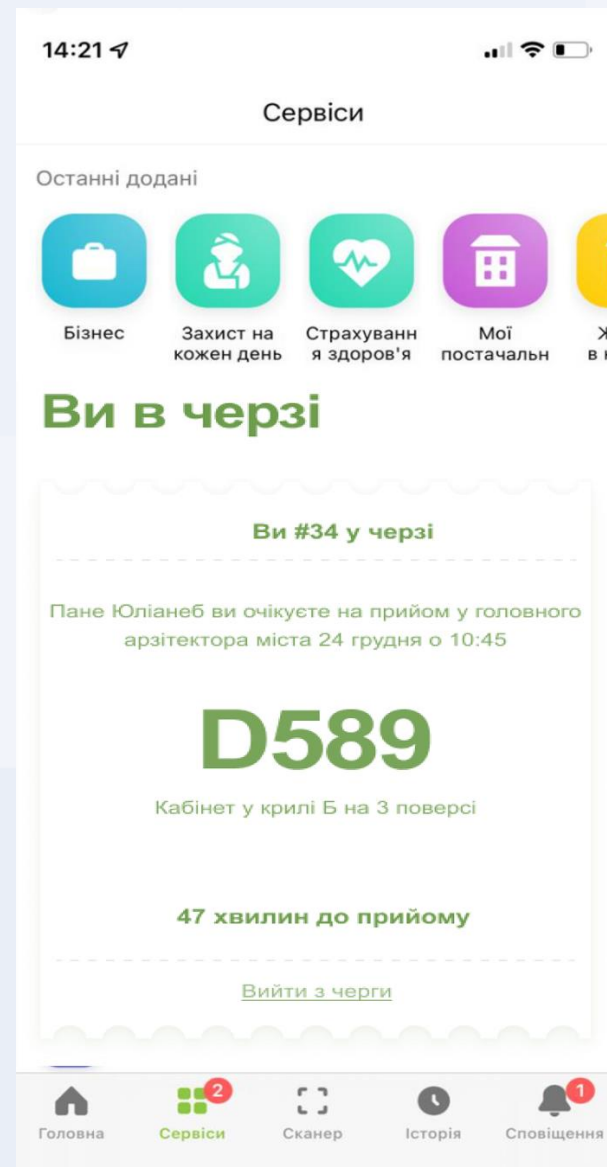 14:21
Сервіси
Останні додані
Бізнес
Захист на
кожен день
Страхуванн
я здоров'я
Мої
постачальн
Ви в черзі
Ви #34 у черзі
Пане Юліанеб ви очікуєте на прийом у головного
арзітектора міста 24 грудня о 10:45
D589
Кабінет у крилі Б на 3 поверсі
47 хвилин до прийому
Вийти з черги
2
1
Головна
Сервіси
Сканер
Історія
Сповіщення